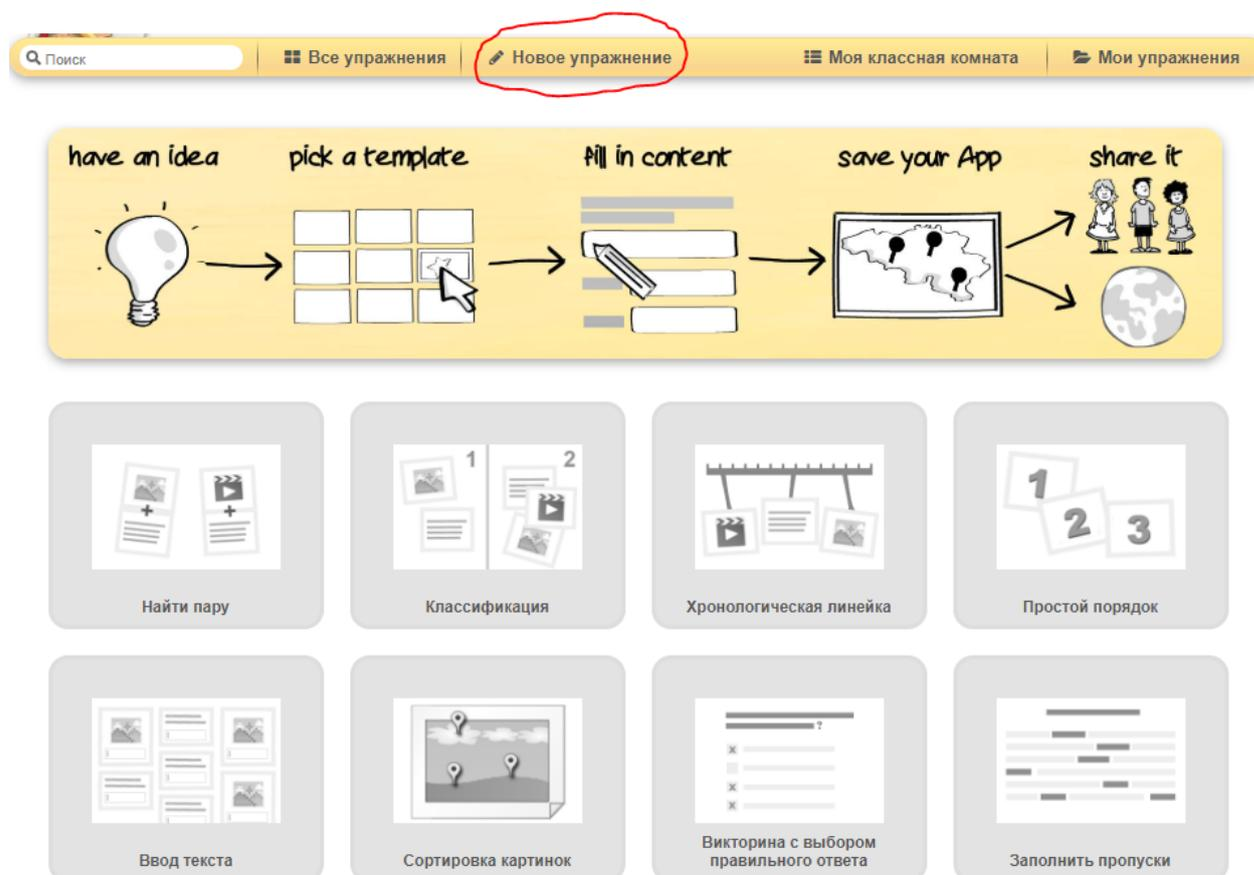 Поиск
Все упражнения
Новое упражнение
Моя классная комната
Мои упражнения
have an idea
pick a template
fill in content
save your App
share it
1
2
1
2
3
Найти пару
Классификация
Хронологическая линейка
Простой порядок
?
x
x
x
Ввод текста
Сортировка картинок
Викторина с выбором
правильного ответа
Заполнить пропуски